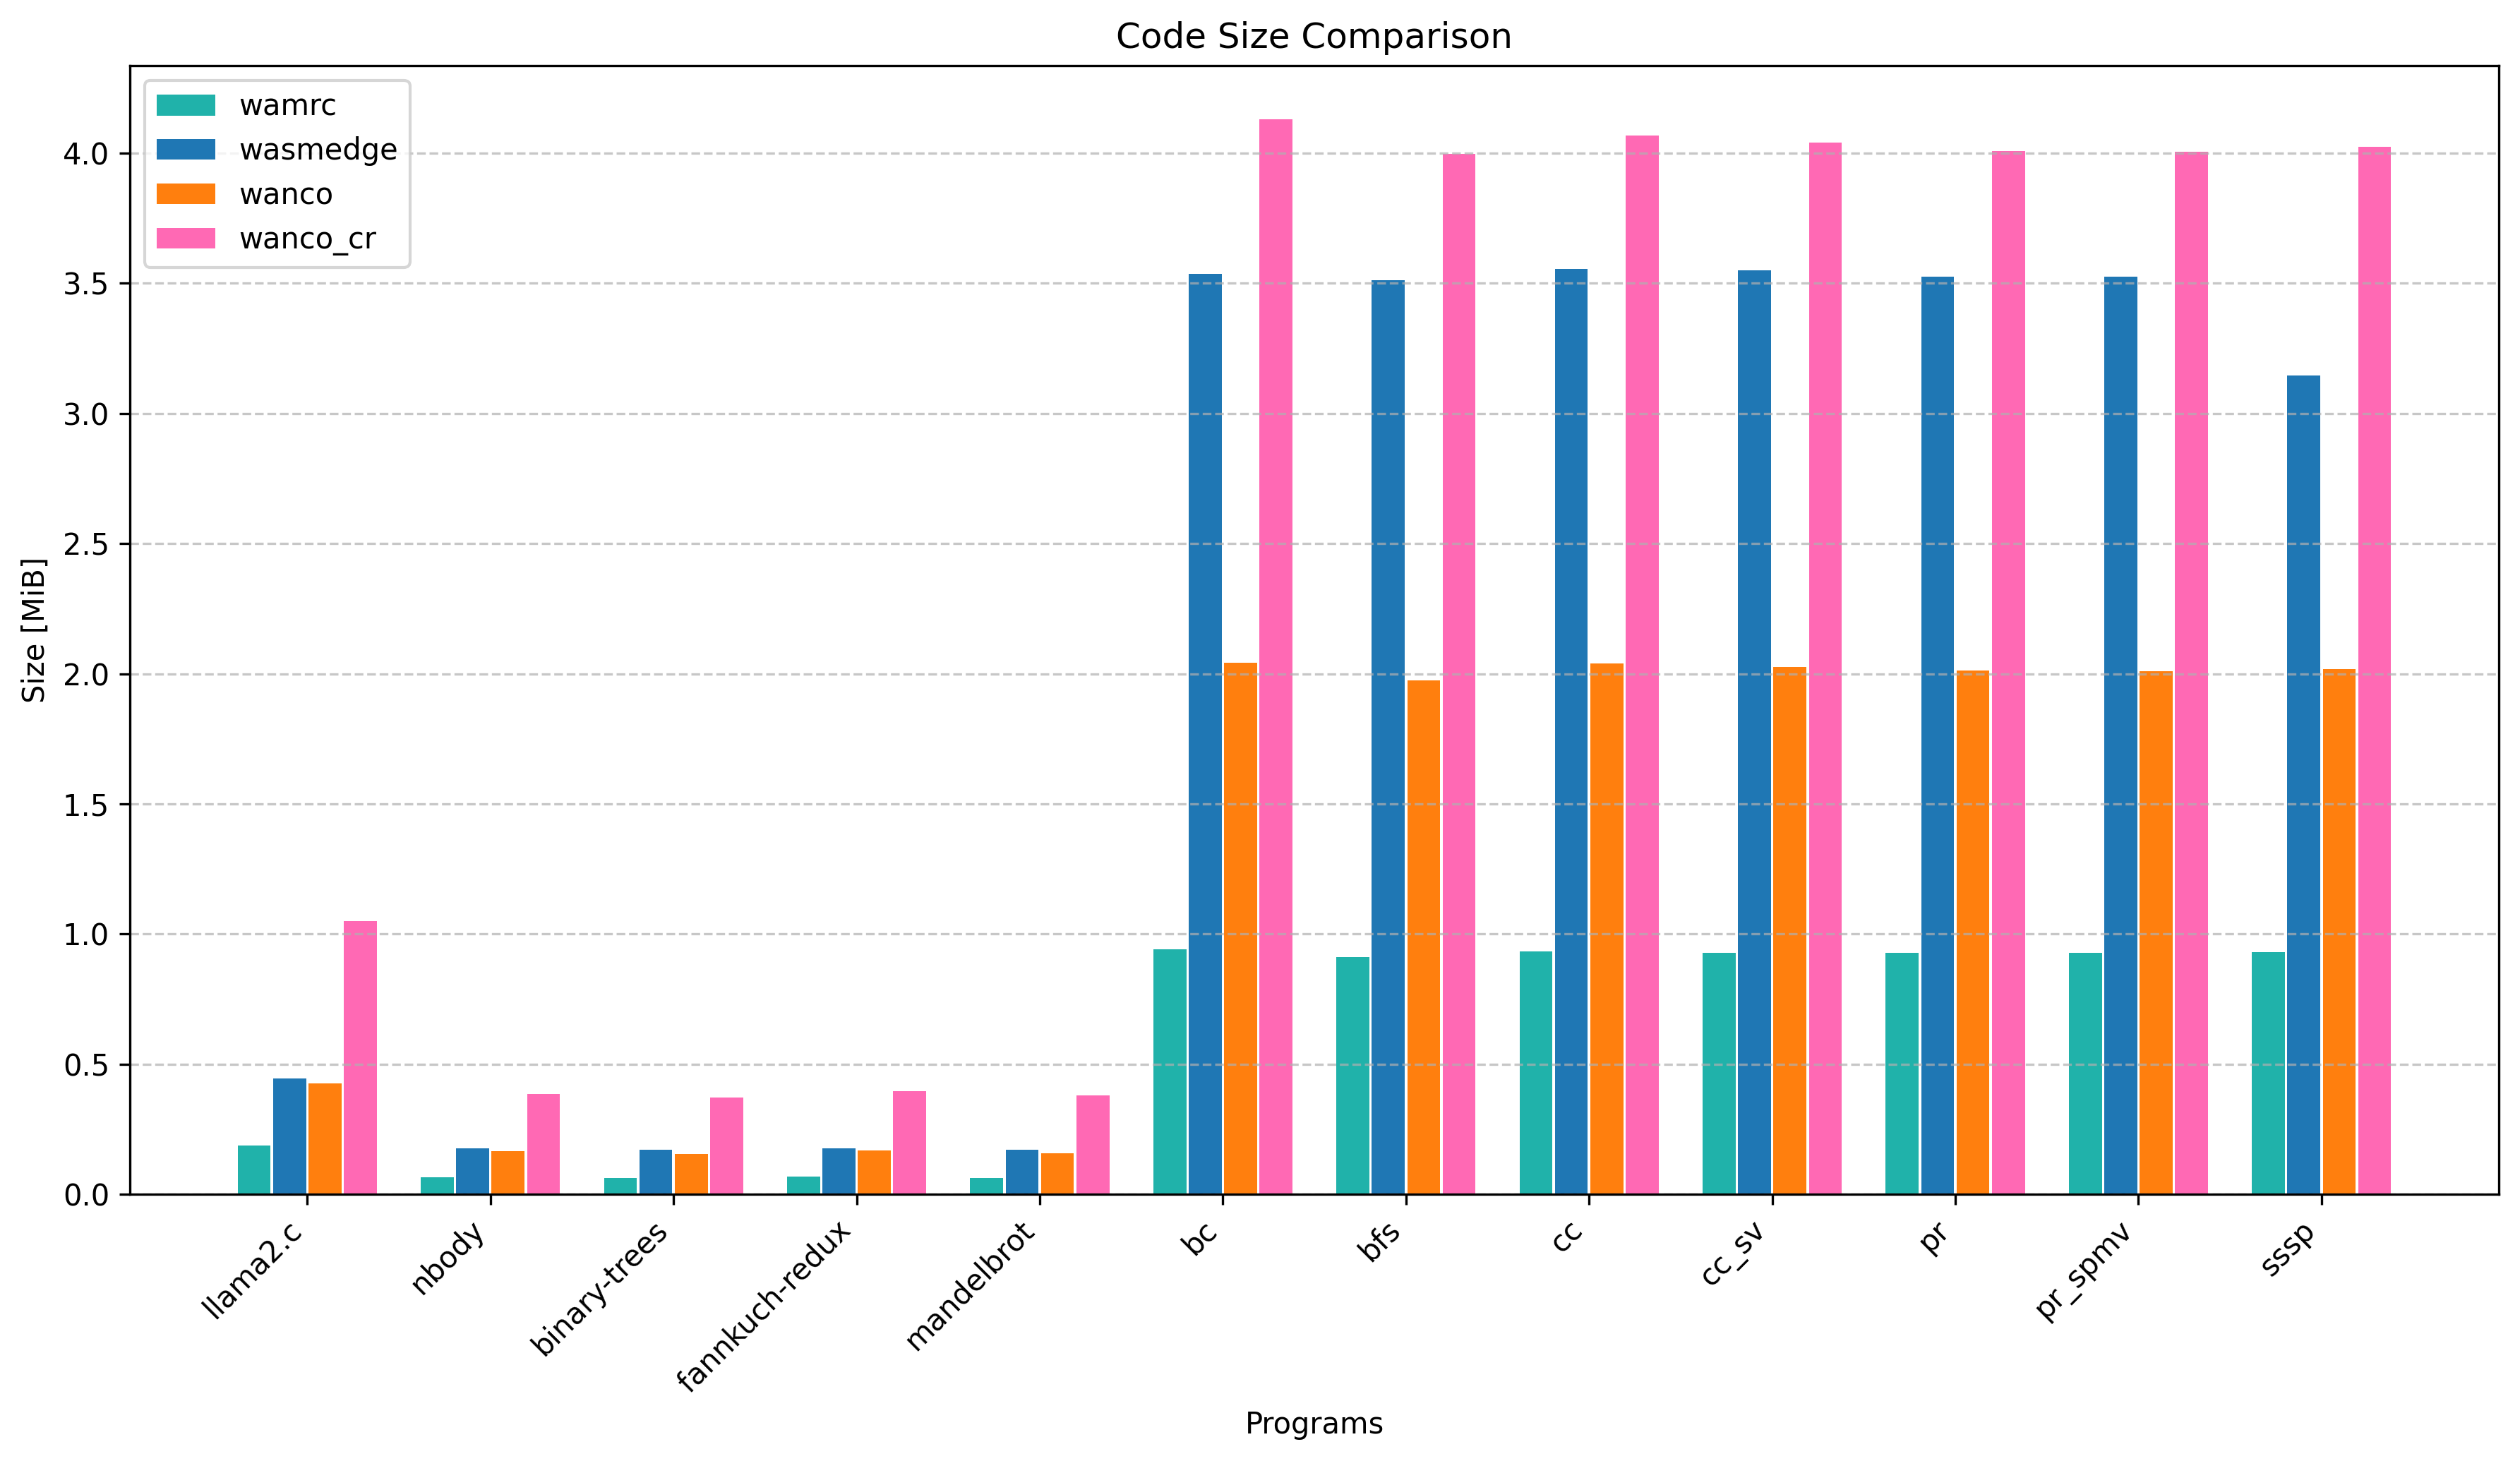 Code Size Comparison
wamrc
wasmedge
wanco
wanco_cr
4.0
3.5
3.0
2.5
2.0
1.5
1.0
0.5
0.0
Size [MiB]
llama2.c
nbody
binary-trees
fannkuch-redux
mandelbrot
bc
bfs
cc
cc_sv
pr
pr_spmv
sssp
Programs